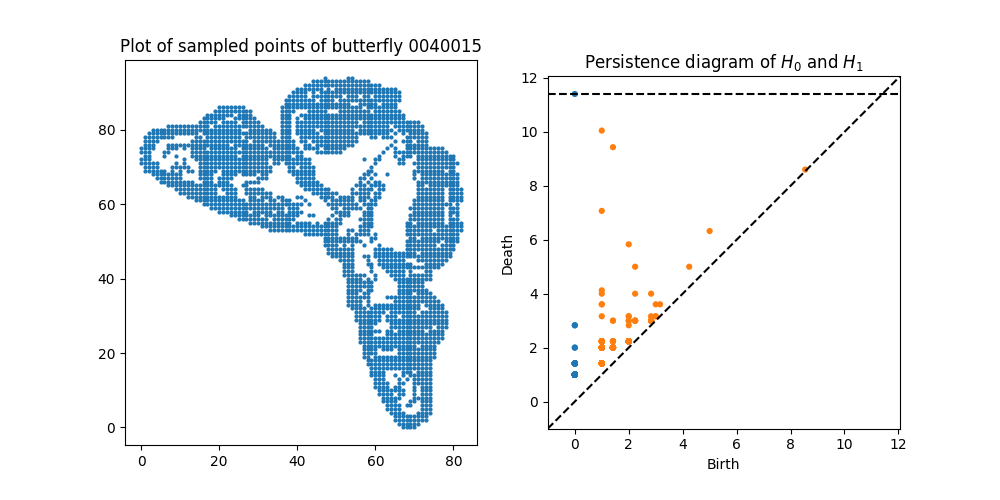 Plot of sampled points of butterfly 0040015
80
60
40
20
0
0 20 40 60 80
Persistence diagram of $H_0$ and $H_1$
12
10
8
6
4
2
0
Death
0 2 4 6 8 10 12
Birth